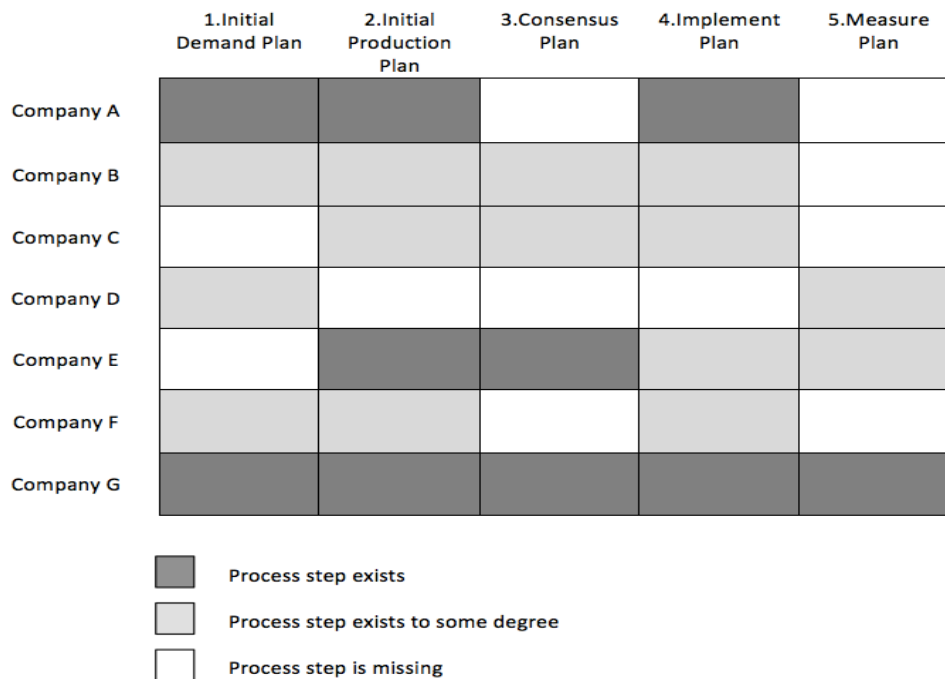 1.Initial
Demand Plan
2.Initial
Production
Plan
3.Consensus
Plan
4.Implement
Plan
5.Measure
Plan
Company A
Company B
Company C
Company D
Company E
Company F
Company G
Process step exists
Process step exists to some degree
Process step is missing